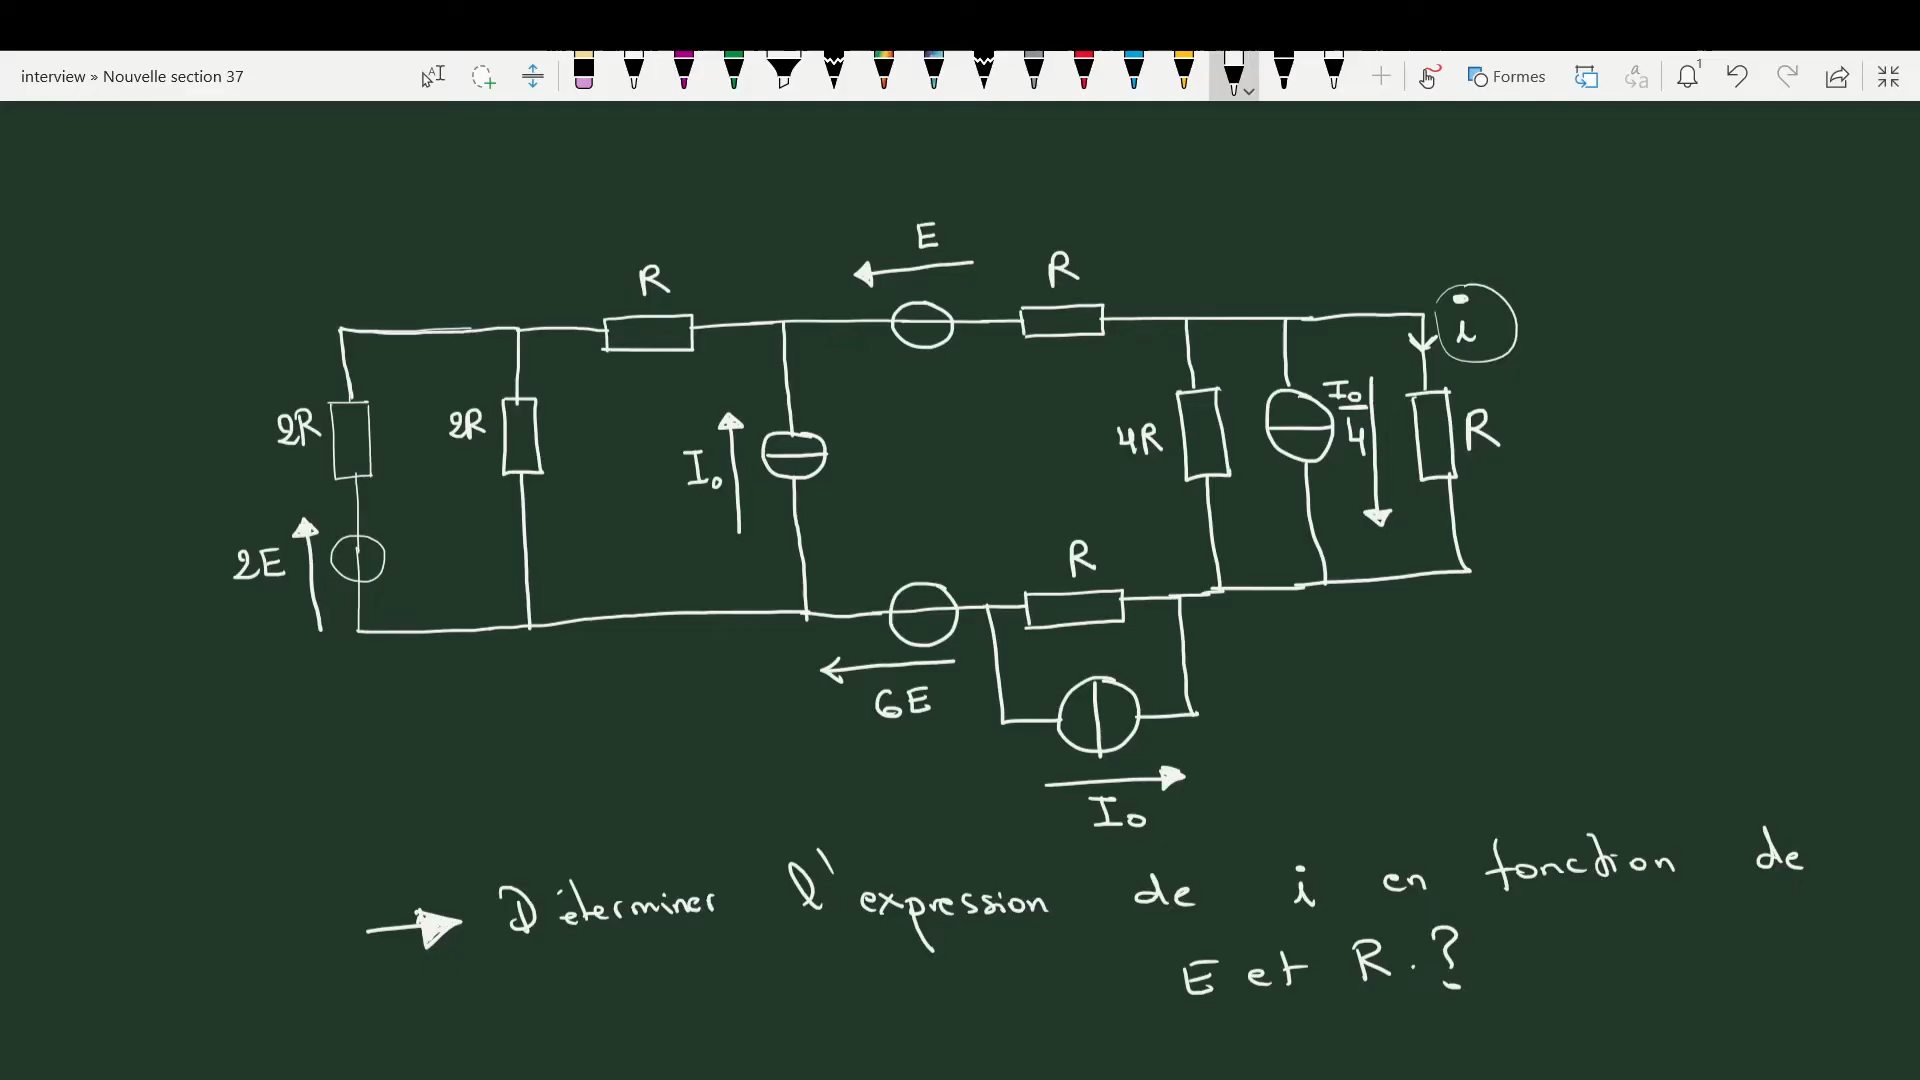 interview » Nouvelle section 37
Formes
1
E
R
R
i
2R
2R
I₀
4R
I₀/4
R
2E
R
6E
I₀
→ Déterminer l'expression de i en fonction de
E et R.?